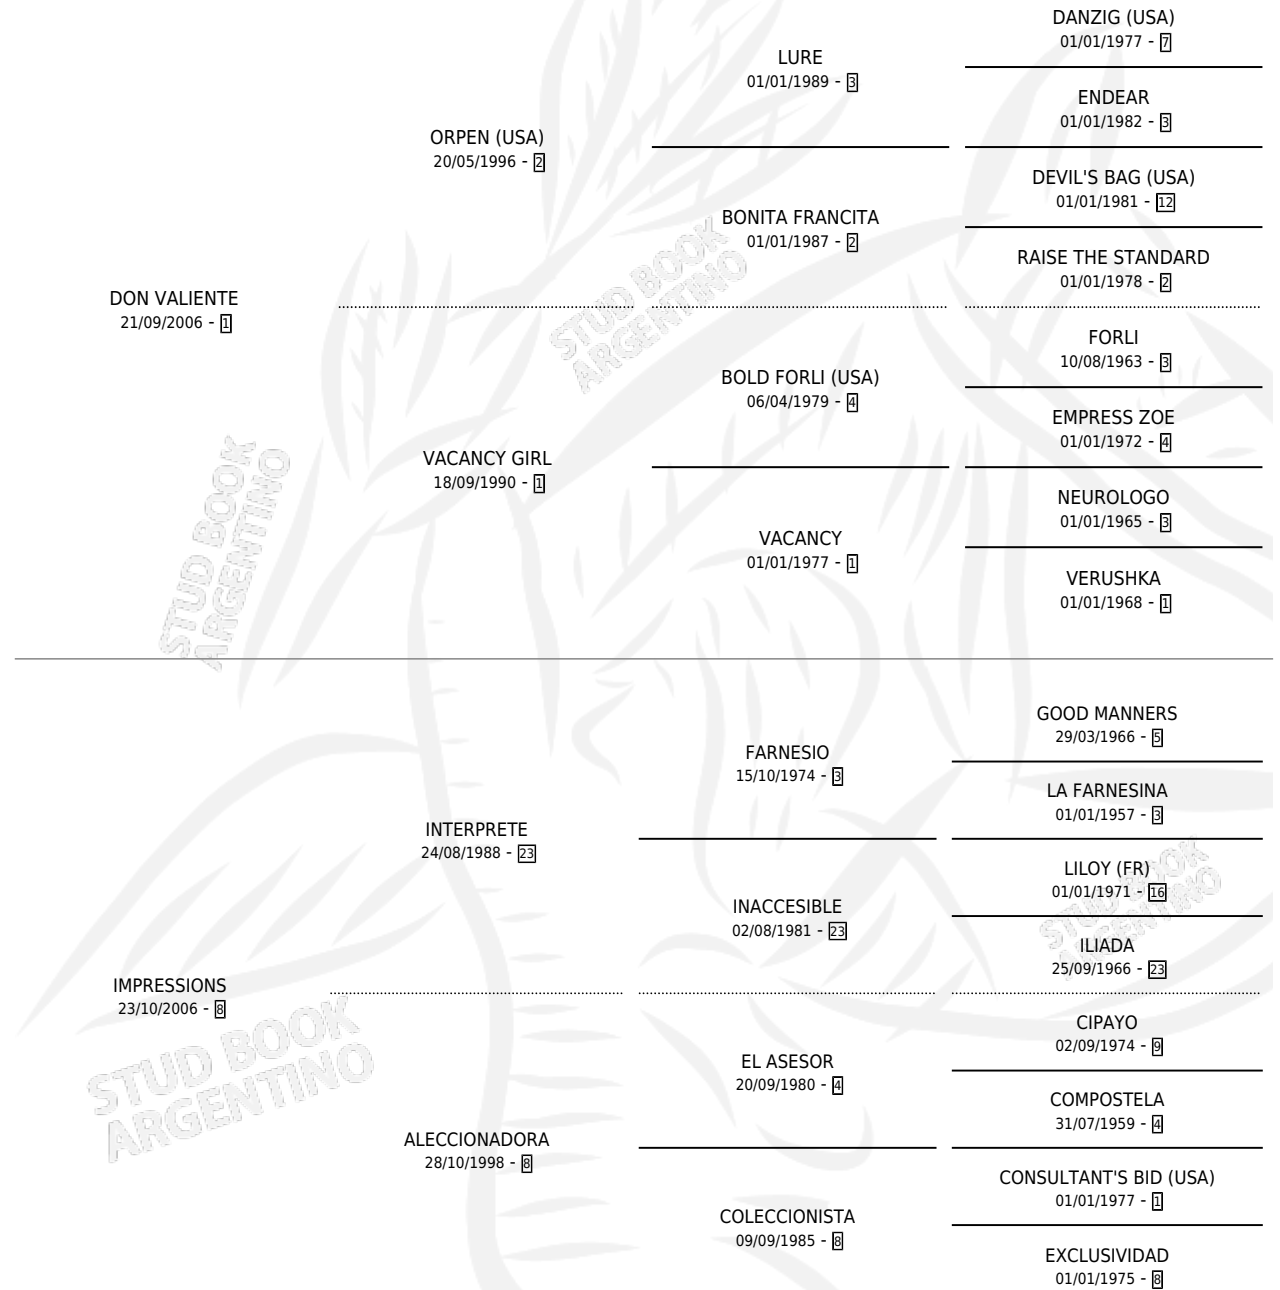 DANZIG (USA)
01/01/1977 - 7
LURE
01/01/1989 - 3
ENDEAR
01/01/1982 - 3
ORPEN (USA)
20/05/1996 - 2
DEVIL'S BAG (USA)
01/01/1981 - 12
BONITA FRANCITA
01/01/1987 - 2
RAISE THE STANDARD
01/01/1978 - 2
DON VALIENTE
21/09/2006 - 1
STUD BOOK
ARGENTINO
FORLI
10/08/1963 - 3
BOLD FORLI (USA)
06/04/1979 - 4
EMPRESS ZOE
01/01/1972 - 4
VACANCY GIRL
18/09/1990 - 1
NEUROLOGO
01/01/1965 - 3
VACANCY
01/01/1977 - 1
VERUSHKA
01/01/1968 - 1
STUD BOOK
ARGENTINO
GOOD MANNERS
29/03/1966 - 5
FARNESIO
15/10/1974 - 3
LA FARNESINA
01/01/1957 - 3
INTERPRETE
24/08/1988 - 23
LILOY (FR)
01/01/1971 - 16
INACCESIBLE
02/08/1981 - 23
STUD BOOK
ARGENTINO
ILIADA
25/09/1966 - 23
IMPRESSIONS
23/10/2006 - 8
STUD BOOK
ARGENTINO
CIPAYO
02/09/1974 - 9
EL ASESOR
20/09/1980 - 4
COMPOSTELA
31/07/1959 - 4
ALECCIONADORA
28/10/1998 - 8
CONSULTANT'S BID (USA)
01/01/1977 - 1
COLECCIONISTA
09/09/1985 - 8
EXCLUSIVIDAD
01/01/1975 - 8